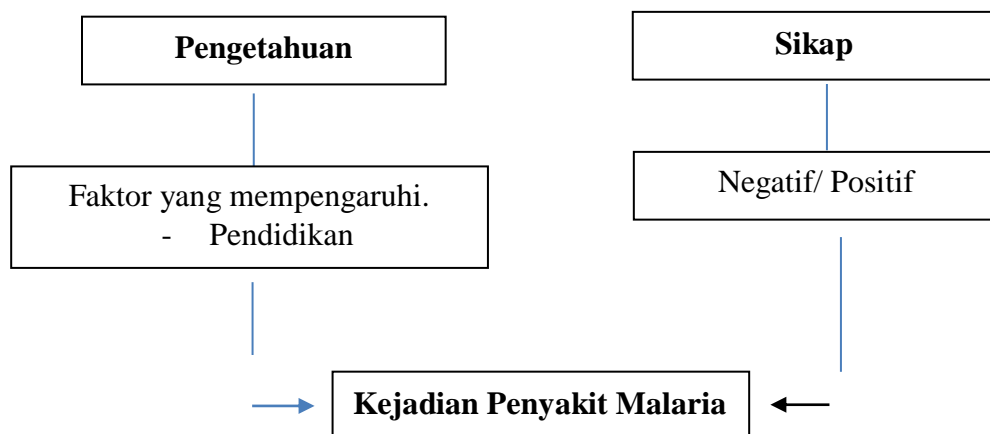 Pengetahuan
Sikap
Faktor yang mempengaruhi.
- Pendidikan
Negatif/ Positif
Kejadian Penyakit Malaria